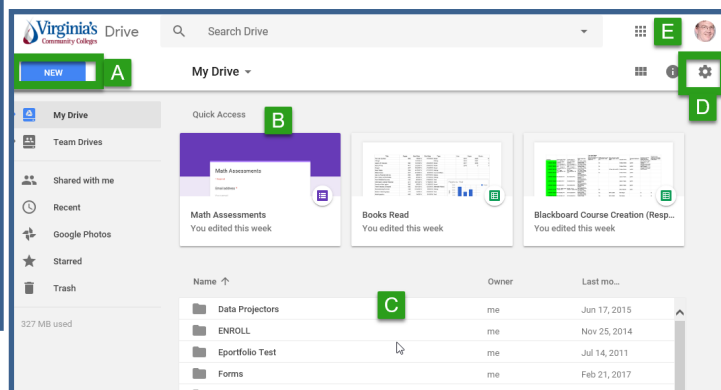 Virginia's Drive
Community Colleges
Search Drive
E
NEW
A
My Drive
D
My Drive
Team Drives
Shared with me
Recent
Google Photos
Starred
Trash
327 MB used
Quick Access
B
Math Assessments
Math Assessments
You edited this week
Books Read
You edited this week
Blackboard Course Creation (Resp...
You edited this week
Name Owner Last mo...
C
Data Projectors me Jun 17, 2015
ENROLL me Nov 25, 2014
Eportfolio Test me Jul 14, 2011
Forms me Feb 21, 2017